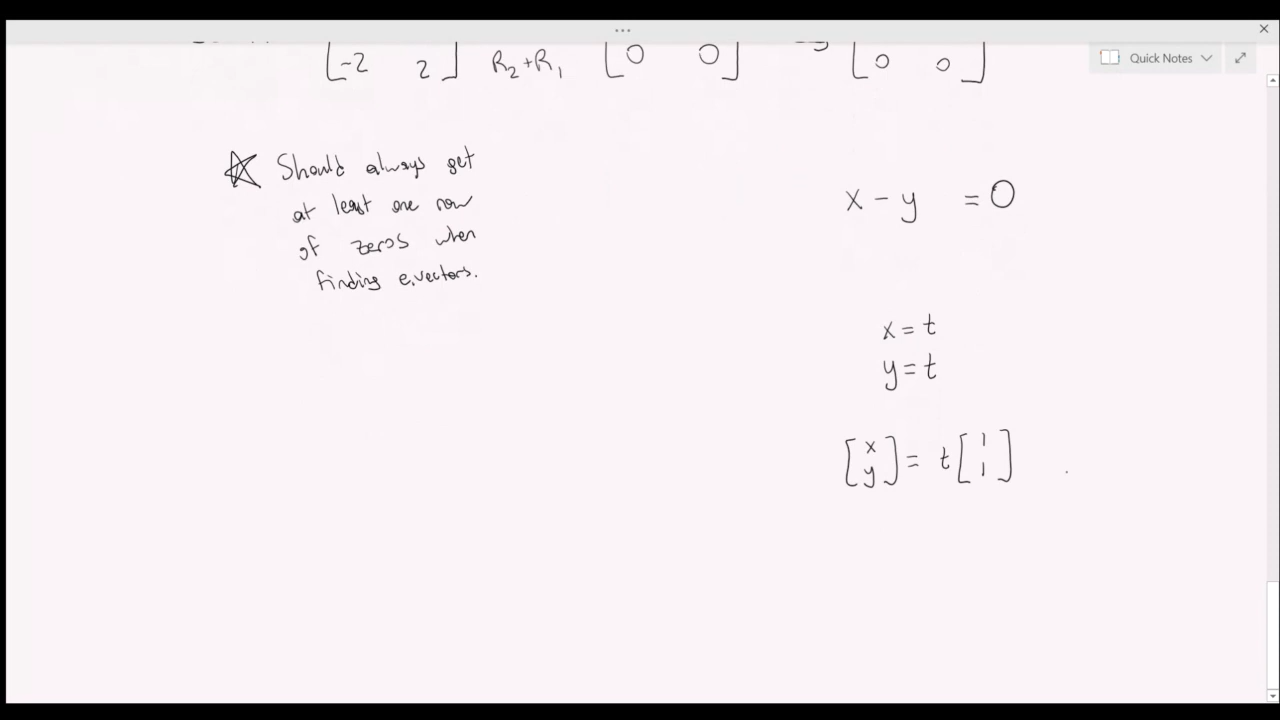 [-2 2] R₂+R₁ [0 0] [0 0]
Quick Notes
☆ Should always get
at least one row
of zeros when
finding e.vectors.
x - y = 0
x = t
y = t
[x y] = t [1 1]